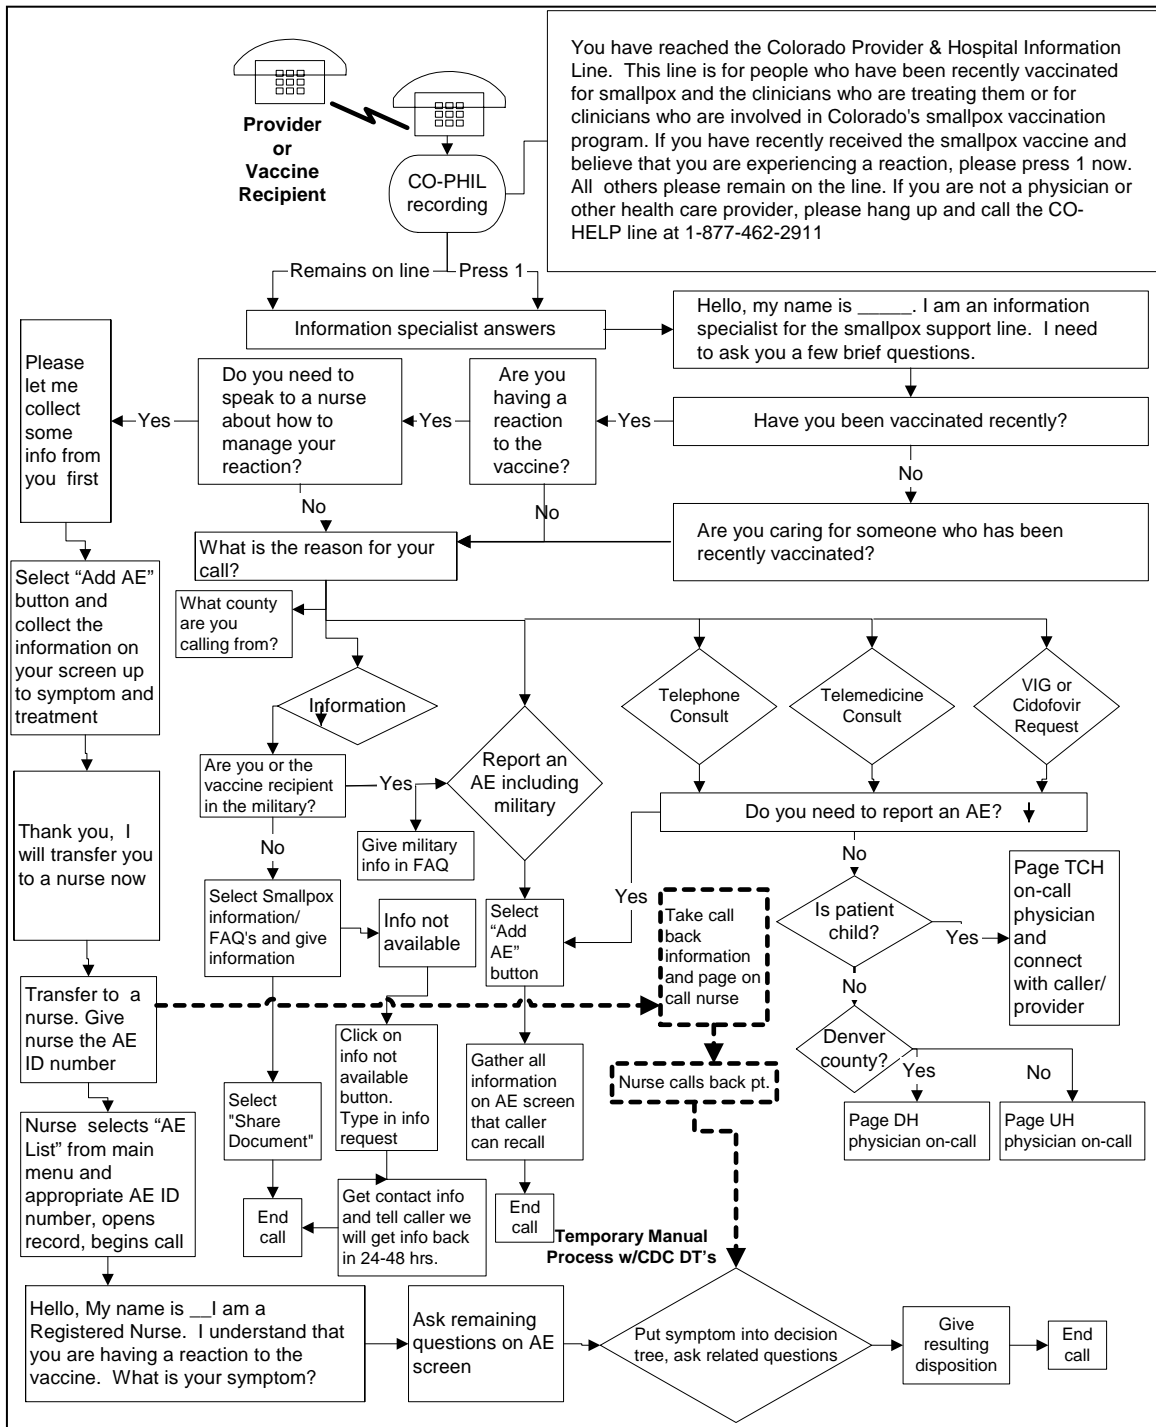 Provider
or
Vaccine
Recipient
CO-PHIL
recording
You have reached the Colorado Provider & Hospital Information
Line.  This line is for people who have been recently vaccinated
for smallpox and the clinicians who are treating them or for
clinicians who are involved in Colorado's smallpox vaccination
program. If you have recently received the smallpox vaccine and
believe that you are experiencing a reaction, please press 1 now.
All  others please remain on the line. If you are not a physician or
other health care provider, please hang up and call the CO-
HELP line at 1-877-462-2911
Remains on line
Press 1
Information specialist answers
Hello, my name is _____. I am an information
specialist for the smallpox support line.  I need
to ask you a few brief questions.
Please
let me
collect
some
info from
you  first
Yes
Do you need to
speak to a nurse
about how to
manage your
reaction?
Yes
Are you
having a
reaction
to the
vaccine?
Yes
Have you been vaccinated recently?
No
No
No
What is the reason for your
call?
Are you caring for someone who has been
recently vaccinated?
Select “Add AE”
button and
collect the
information on
your screen up
to symptom and
treatment
What county
are you
calling from?
Information
Report an
AE including
military
Telephone
Consult
Telemedicine
Consult
VIG or
Cidofovir
Request
Are you or the
vaccine recipient
in the military?
Yes
Give military
info in FAQ
No
Do you need to report an AE?
Yes
No
Thank you,  I
will transfer you
to a nurse now
Select Smallpox
information/
FAQ's and give
information
Info not
available
Select
“Add
AE”
button
Take call
back
information
and page on
call nurse
Is patient
child?
Yes
Page TCH
on-call
physician
and
connect
with caller/
provider
No
Transfer to  a
nurse. Give
nurse the AE
ID number
Click on
info not
available
button.
Type in info
request
Gather all
information
on AE screen
that caller
can recall
Nurse calls back pt.
Denver
county?
Yes
No
Select
"Share
Document"
Page DH
physician on-call
Page UH
physician on-call
Nurse  selects “AE
List” from main
menu and
appropriate AE ID
number, opens
record, begins call
End
call
Get contact info
and tell caller we
will get info back
in 24-48 hrs.
End
call
Temporary Manual
Process w/CDC DT’s
Hello, My name is __I am a
Registered Nurse.  I understand that
you are having a reaction to the
vaccine.  What is your symptom?
Ask remaining
questions on AE
screen
Put symptom into decision
tree, ask related questions
Give
resulting
disposition
End
call